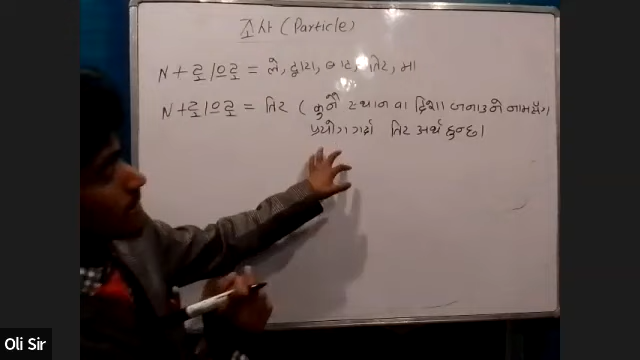 조사 (Particle)
N + 로/으로 = ले, द्वारा, बाट, तिर, मा
N + 로/으로 = तिर ( कुनै स्थान वा दिशा जनाउने नामसँग
प्रयोग गर्दा तिर अर्थ हुन्छ।
Oli Sir